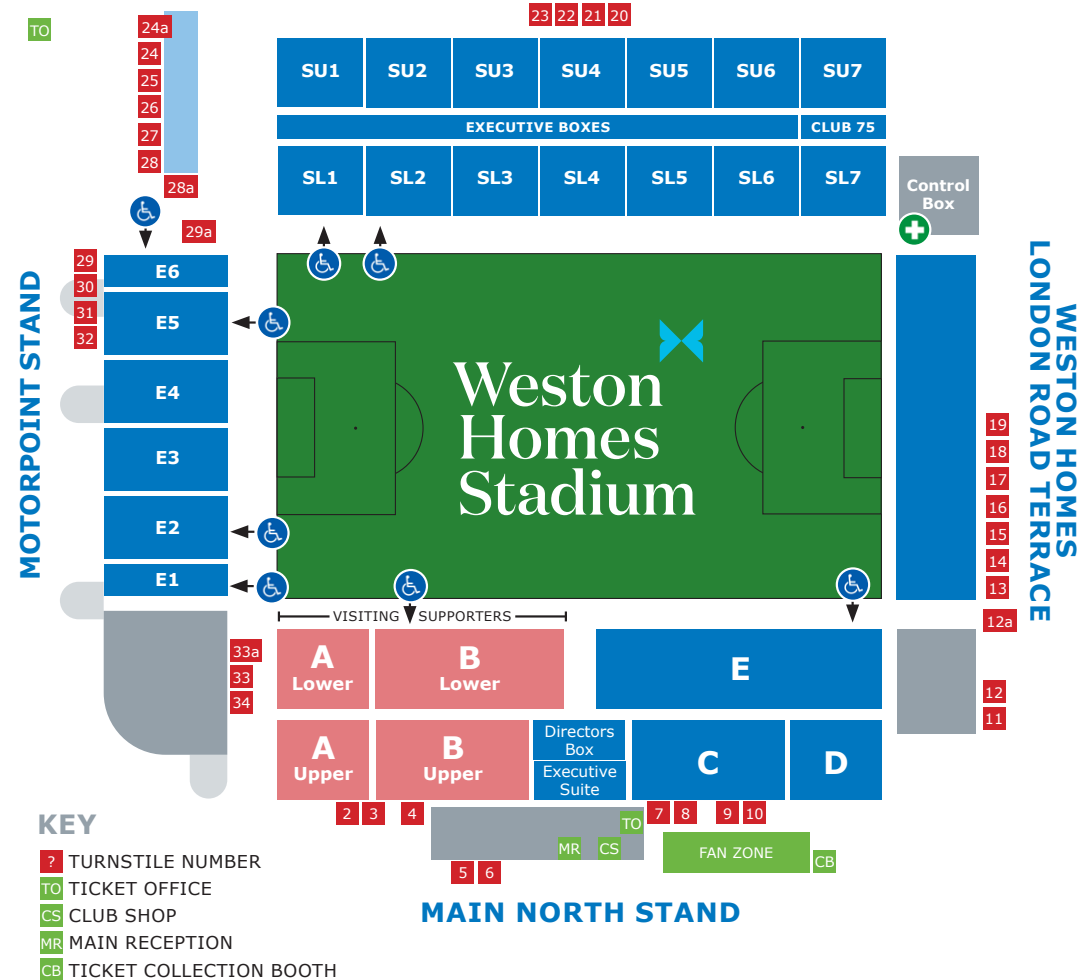 TO
24a
24
25
26
27
28
28a
29a
23 22 21 20
SU1 SU2 SU3 SU4 SU5 SU6 SU7
EXECUTIVE BOXES CLUB 75
SL1 SL2 SL3 SL4 SL5 SL6 SL7
Control
Box
MOTORPOINT STAND
29
30
31
32
E6
E5
E4
E3
E2
E1
Weston
Homes
Stadium
WESTON HOMES
LONDON ROAD TERRACE
19
18
17
16
15
14
13
12a
12
11
VISITING SUPPORTERS
33a
33
34
A
Lower
B
Lower
E
A
Upper
B
Upper
Directors
Box
Executive
Suite
C
D
2 3 4
7 8 9 10
TO
MR CS
5 6
FAN ZONE
CB
MAIN NORTH STAND
KEY
? TURNSTILE NUMBER
TO TICKET OFFICE
CS CLUB SHOP
MR MAIN RECEPTION
CB TICKET COLLECTION BOOTH